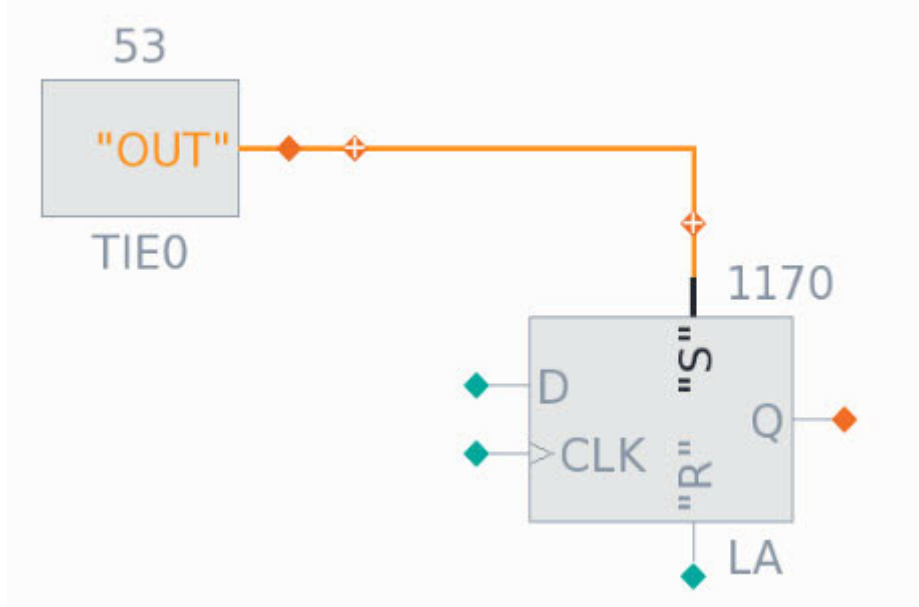 53
"OUT"
TIE0
1170
"S"
D
Q
CLK
"R"
LA